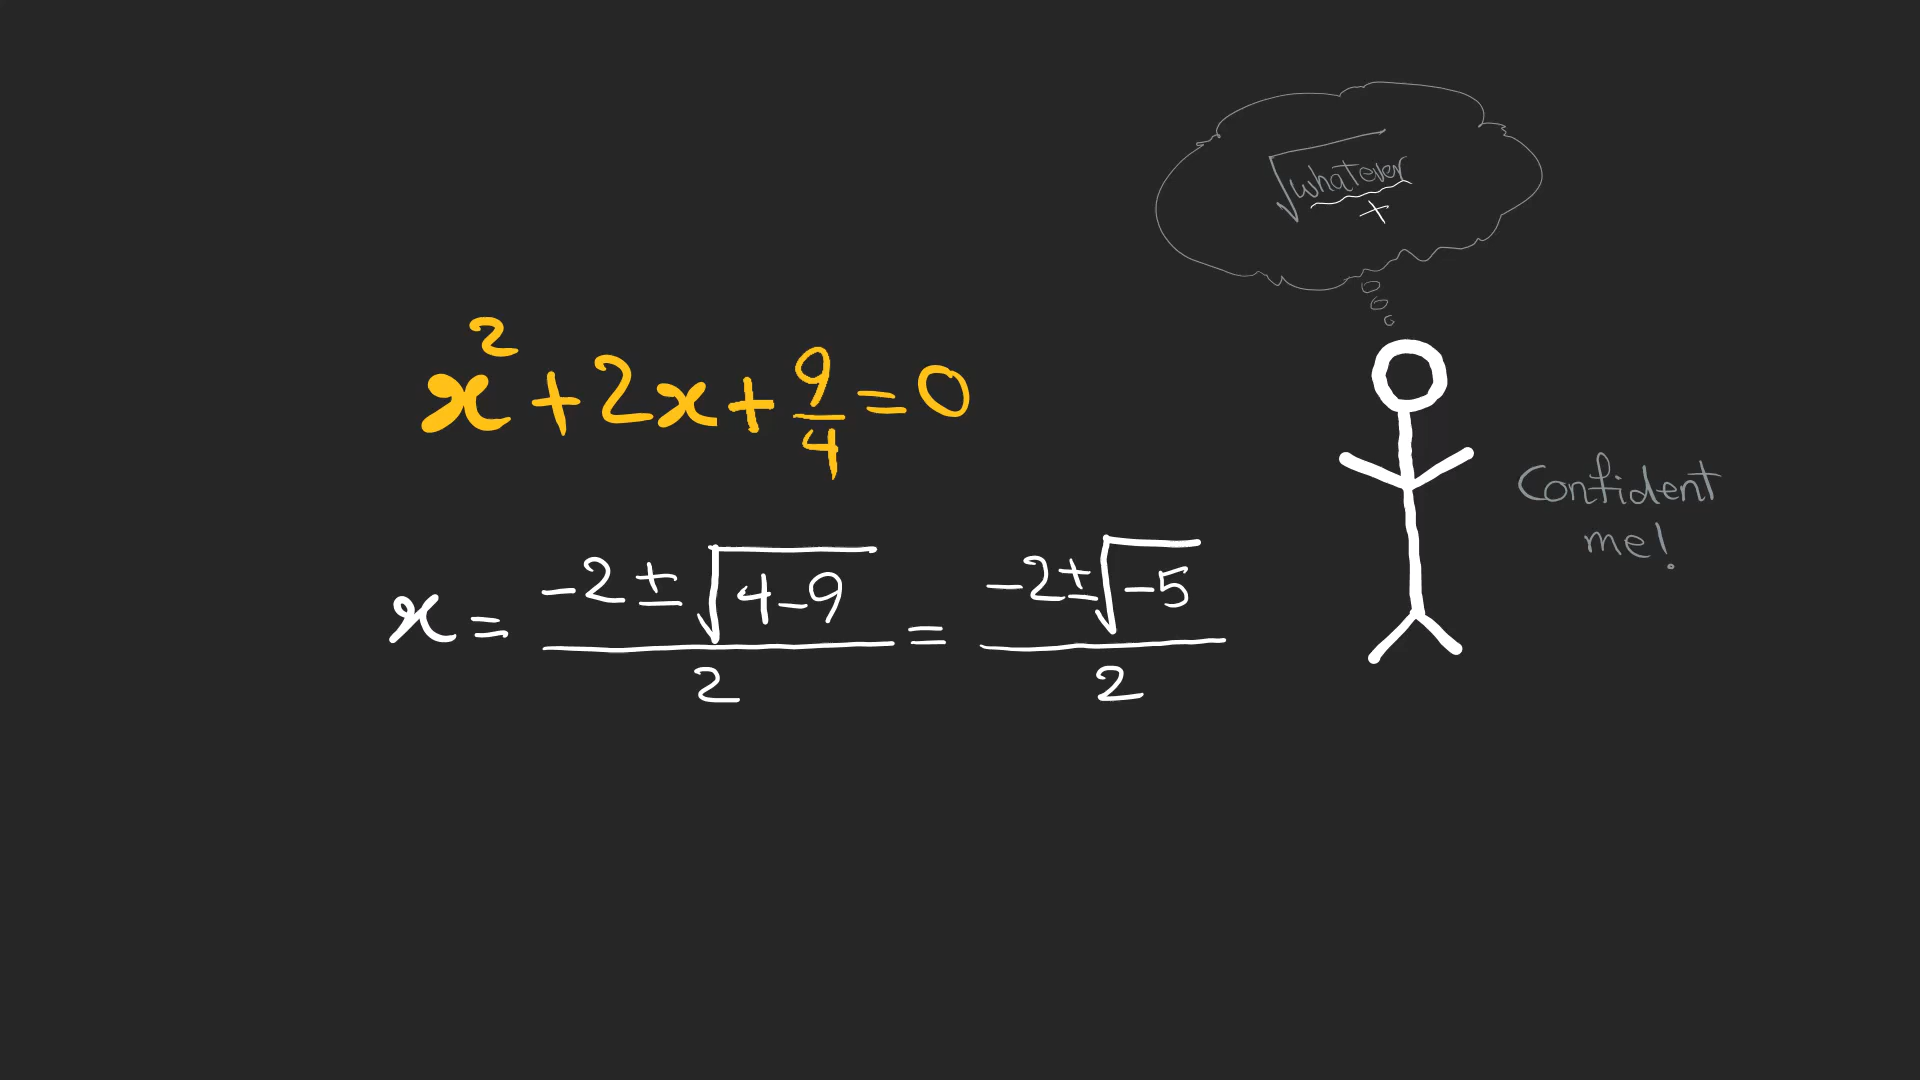 √whatever
+
x² + 2x + 9/4 = 0
Confident
me!
x = (-2 ± √(4-9))/2 = (-2 ± √(-5))/2